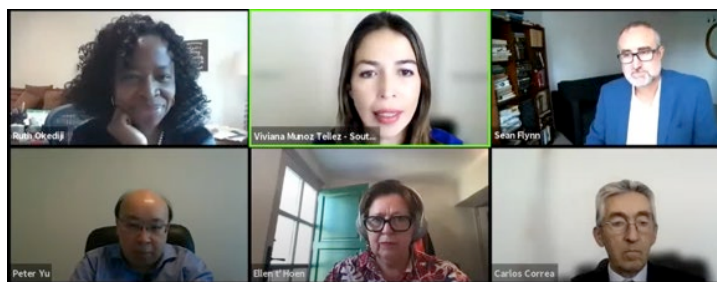 Ruth Okediji
Viviana Munoz Tellez - Sout...
Sean Flynn
Peter Yu
Ellen t' Hoen
Carlos Correa